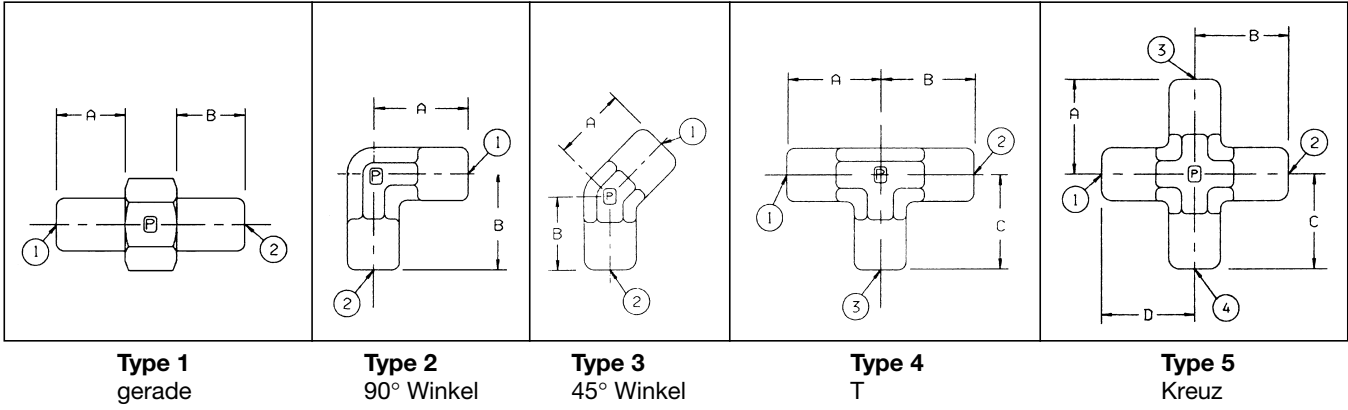 A B
P
1 2
A
1
P
B
2
A
1
P
B
2
A B
P
2
1
C
3
B
3
A
P
2
1
C
D
4
Type 1
gerade
Type 2
90° Winkel
Type 3
45° Winkel
Type 4
T
Type 5
Kreuz